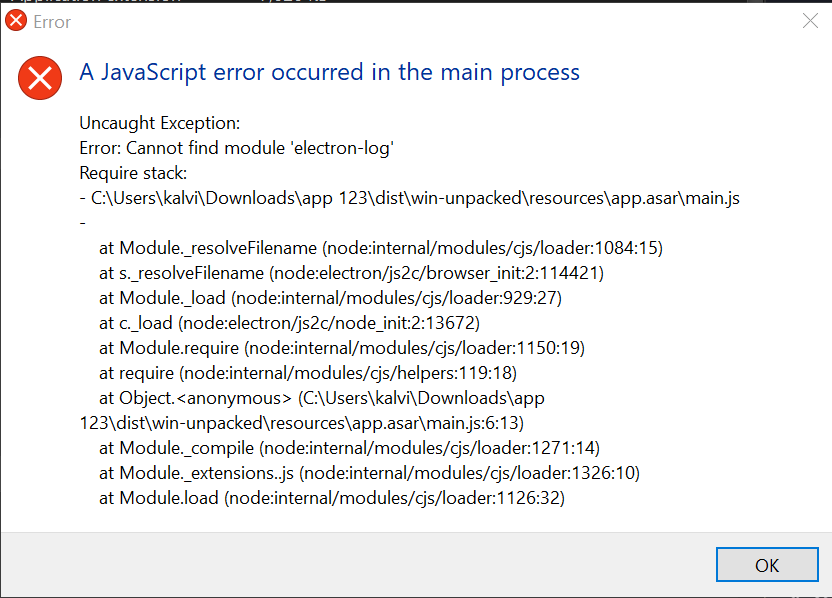 Error
A JavaScript error occurred in the main process
Uncaught Exception:
Error: Cannot find module 'electron-log'
Require stack:
- C:\Users\kalvi\Downloads\app 123\dist\win-unpacked\resources\app.asar\main.js
-
at Module._resolveFilename (node:internal/modules/cjs/loader:1084:15)
at s._resolveFilename (node:electron/js2c/browser_init:2:114421)
at Module._load (node:internal/modules/cjs/loader:929:27)
at c._load (node:electron/js2c/node_init:2:13672)
at Module.require (node:internal/modules/cjs/loader:1150:19)
at require (node:internal/modules/cjs/helpers:119:18)
at Object.<anonymous> (C:\Users\kalvi\Downloads\app
123\dist\win-unpacked\resources\app.asar\main.js:6:13)
at Module._compile (node:internal/modules/cjs/loader:1271:14)
at Module._extensions..js (node:internal/modules/cjs/loader:1326:10)
at Module.load (node:internal/modules/cjs/loader:1126:32)
OK